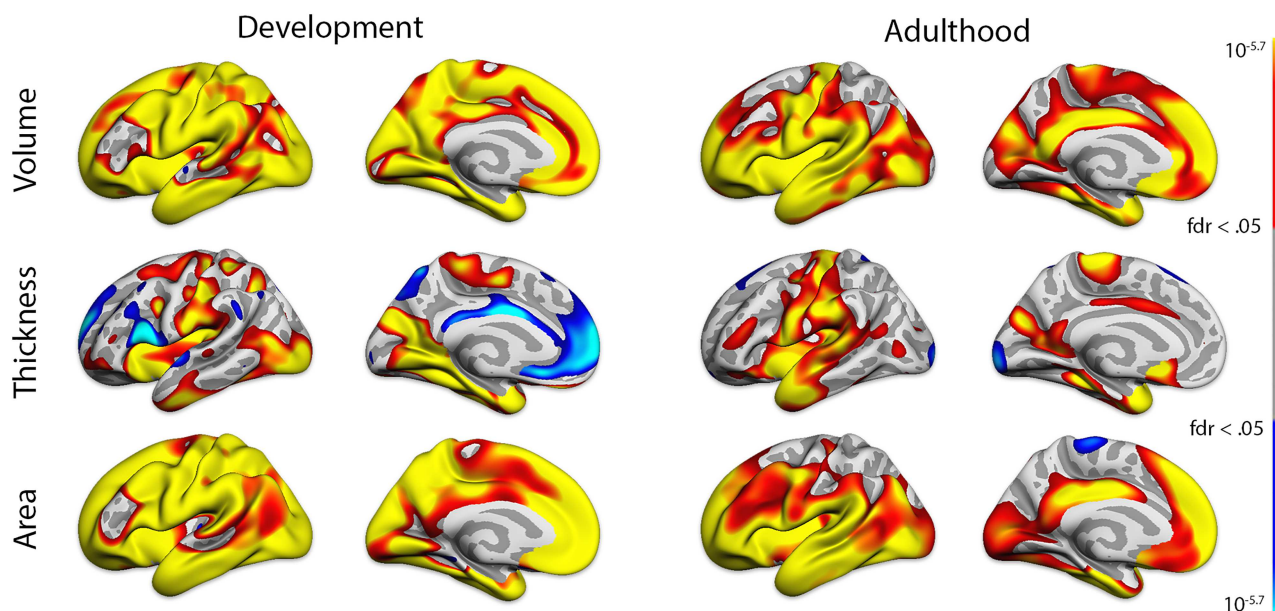 Development
Adulthood
10-5.7
Volume
fdr < .05
Thickness
fdr < .05
Area
10-5.7